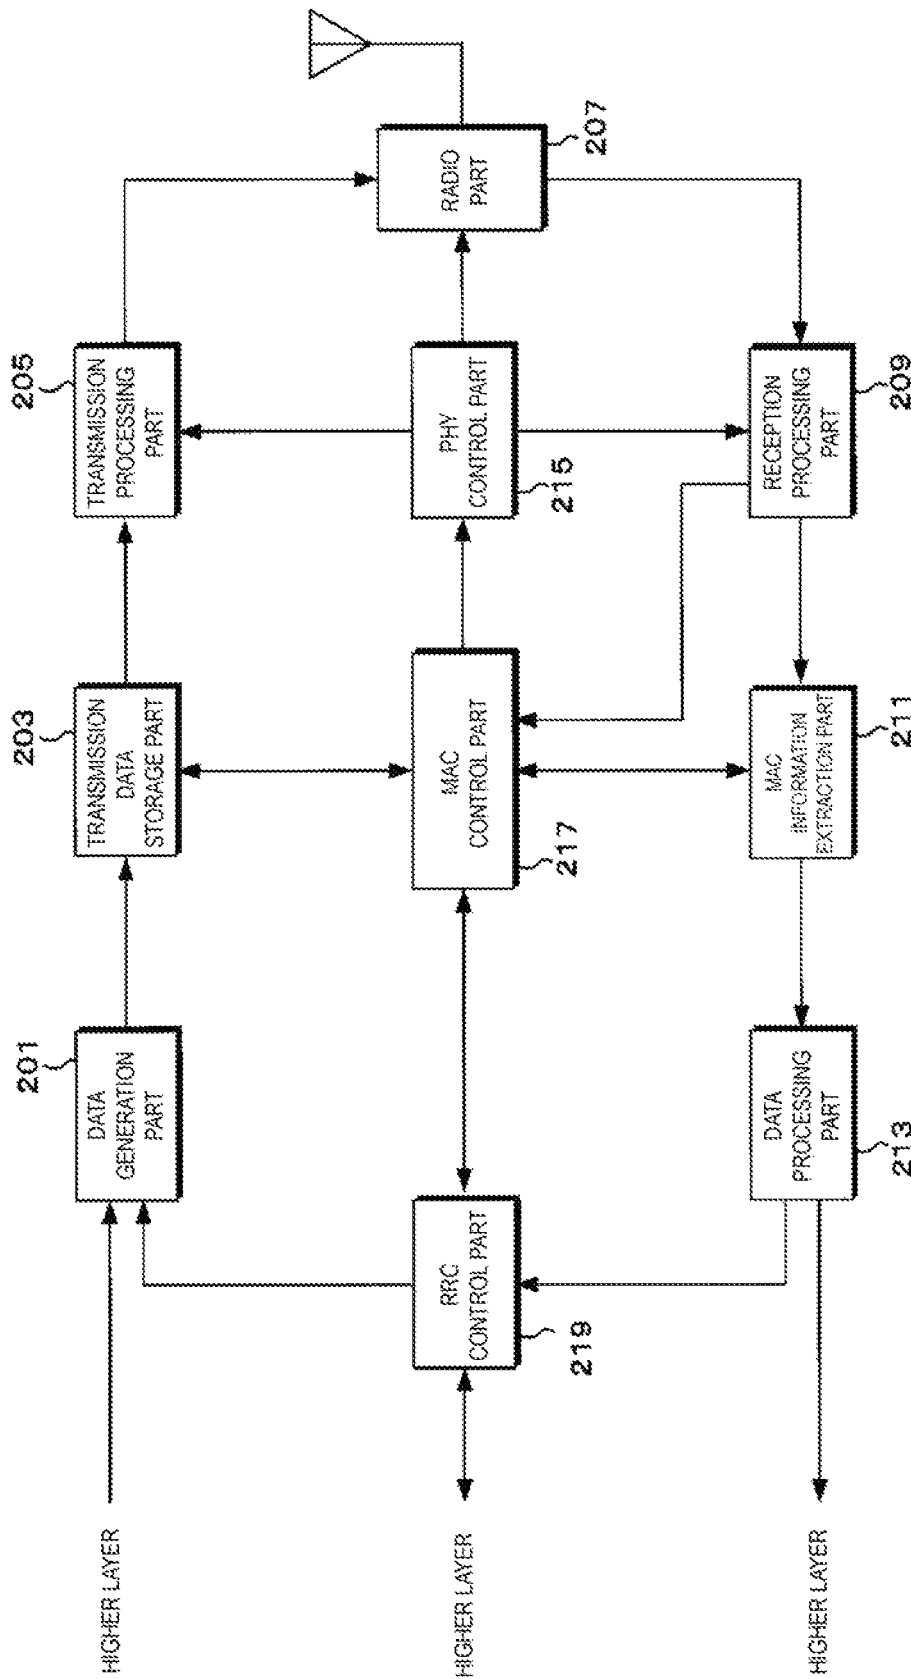 HIGHER LAYER
201
DATA
GENERATION
PART
203
TRANSMISSION
DATA
STORAGE PART
205
TRANSMISSION
PROCESSING
PART
HIGHER LAYER
RRC
CONTROL PART
219
MAC
CONTROL PART
217
PHY
CONTROL PART
215
RADIO
PART
207
HIGHER LAYER
DATA
PROCESSING
PART
213
MAC
INFORMATION
EXTRACTION PART
211
RECEPTION
PROCESSING
PART
209